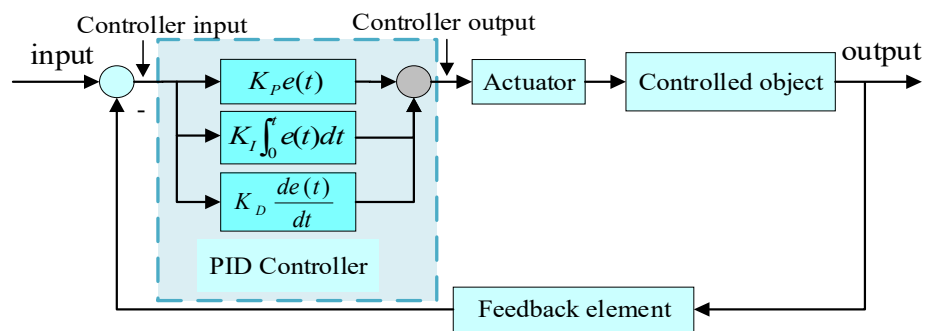 Controller input
Controller output
input
output
K_P e(t)
Actuator
Controlled object
-
K_I ∫_0^t e(t)dt
K_D de(t)/dt
PID Controller
Feedback element